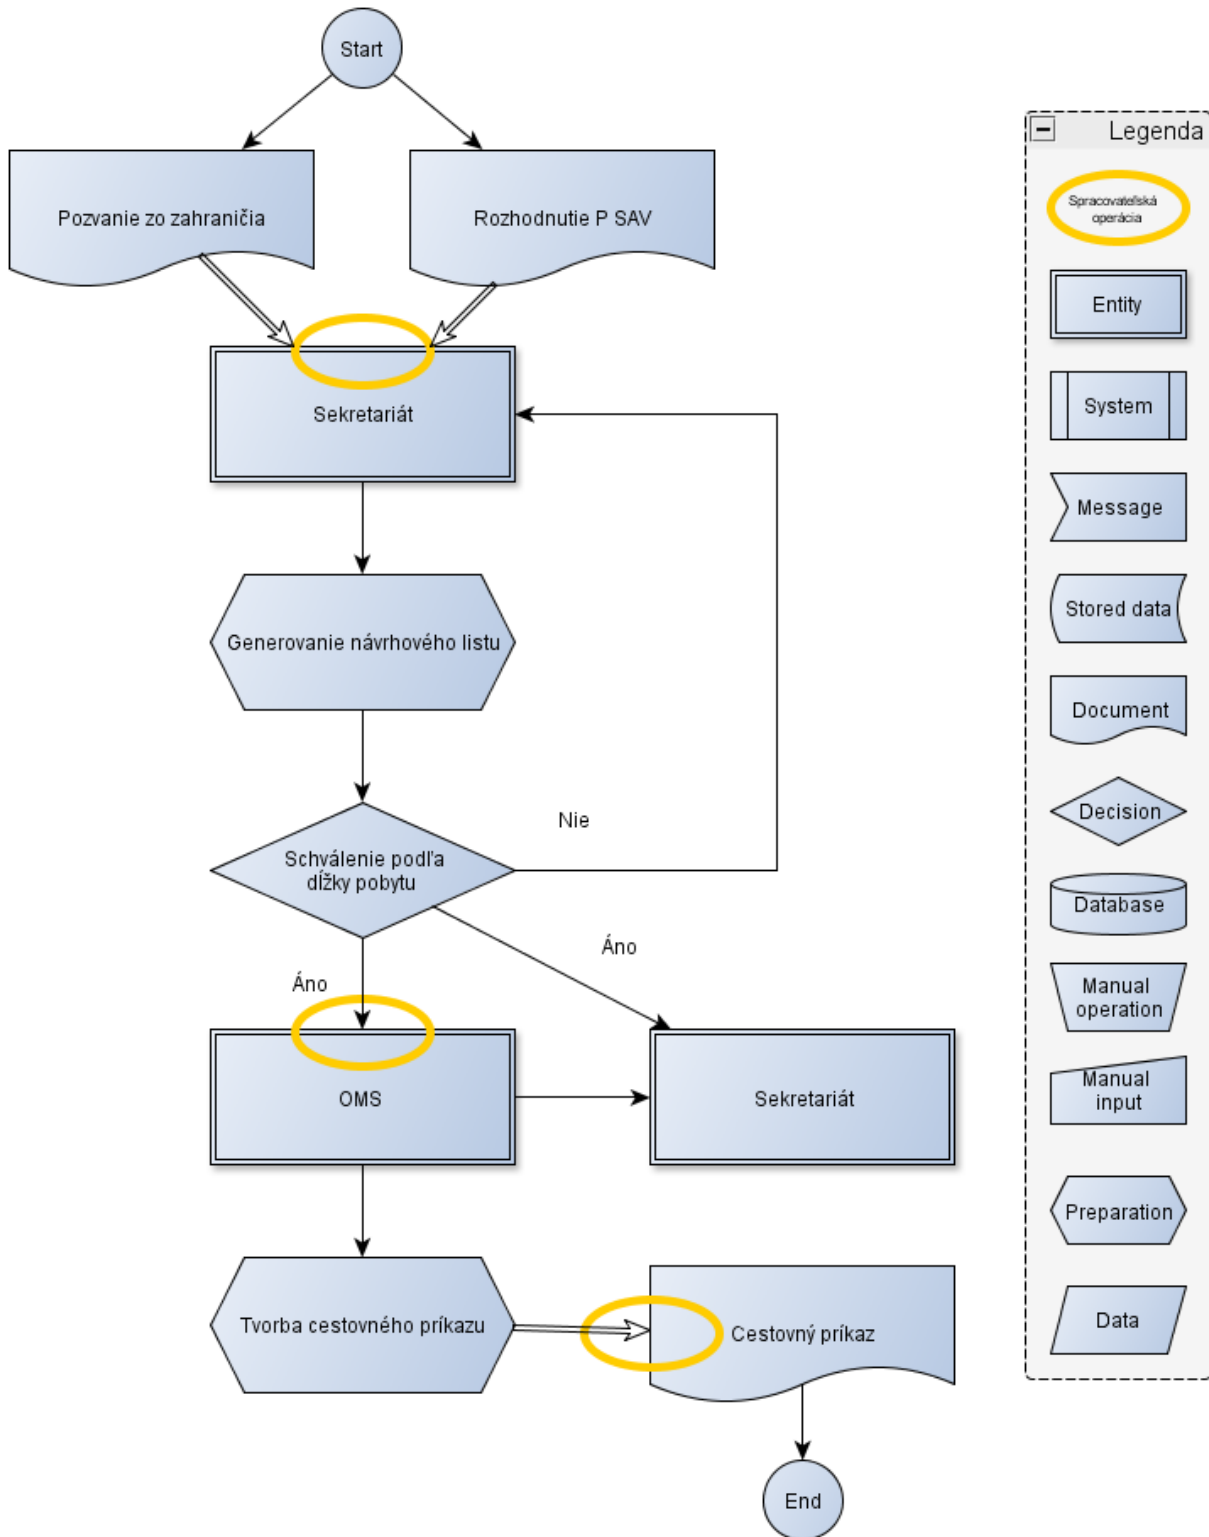 Start
Pozvanie zo zahraničia
Rozhodnutie P SAV
Sekretariát
Generovanie návrhového listu
Nie
Schválenie podľa
dĺžky pobytu
Áno
Áno
OMS
Sekretariát
Tvorba cestovného príkazu
Cestovný príkaz
End
Legenda
Spracovateľská
operácia
Entity
System
Message
Stored data
Document
Decision
Database
Manual
operation
Manual
input
Preparation
Data